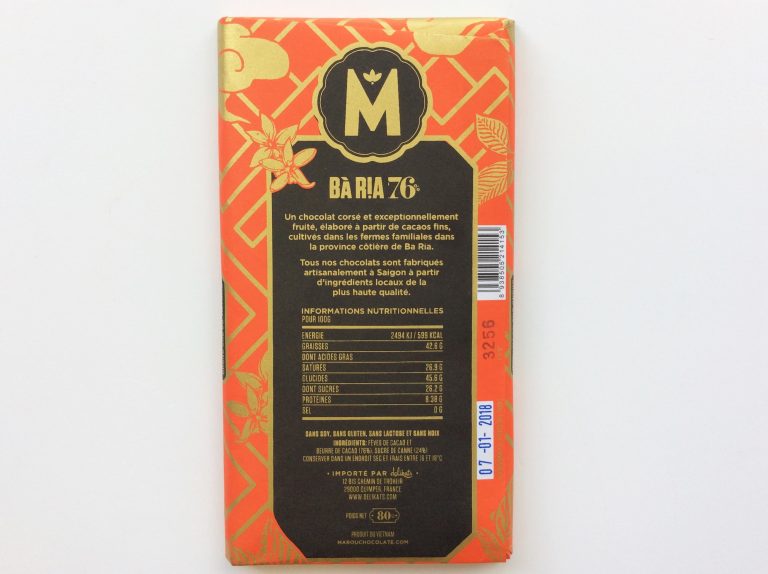 M
BÀ RỊA 76%
Un chocolat corsé et exceptionnellement
fruité, élabore à partir de cacaos fins,
cultivés dans les fermes familiales dans
la province côtière de Ba Ria.
Tous nos chocolats sont fabriqués
artisanalement à Saigon à partir
d'ingrédients locaux de la
plus haute qualité.
INFORMATIONS NUTRITIONNELLES
POUR 100G
ENERGIE 2494 KJ / 599 KCAL
GRAISSES 42.6 G
DONT ACIDES GRAS
SATURÉS 26.9 G
GLUCIDES 45.6 G
DONT SUCRES 26.2 G
PROTÉINES 8.38 G
SEL 0 G
SANS SOY, SANS GLUTEN, SANS LACTOSE ET SANS NOIX
INGRÉDIENTS: FÈVES DE CACAO ET
BEURRE DE CACAO (76%), SUCRE DE CANNE (24%)
CONSERVER DANS UN ENDROIT SEC ET FRAIS ENTRE 16 ET 18°C
• IMPORTÉ PAR delikats •
12 BIS CHEMIN DE TROHEIR
29000 QUIMPER, FRANCE
WWW.DELIKATS.COM
POIDS NET 80
PRODUIT DU VIETNAM
MAROUCHOCOLATE.COM
8 938505 214153
3256
07 -01- 2018